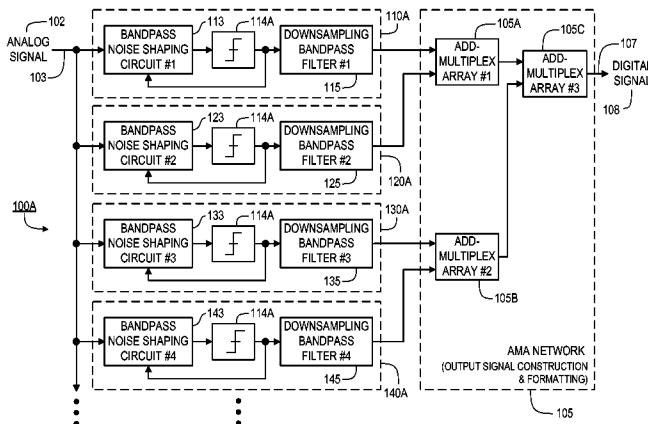 102
ANALOG
SIGNAL
103
BANDPASS
NOISE SHAPING
CIRCUIT #1
113
114A
DOWNSAMPLING
BANDPASS
FILTER #1
115
110A
105A
ADD-
MULTIPLEX
ARRAY #1
105C
ADD-
MULTIPLEX
ARRAY #3
107
DIGITAL
SIGNAL
108
BANDPASS
NOISE SHAPING
CIRCUIT #2
123
114A
DOWNSAMPLING
BANDPASS
FILTER #2
125
120A
100A
BANDPASS
NOISE SHAPING
CIRCUIT #3
133
114A
DOWNSAMPLING
BANDPASS
FILTER #3
135
130A
ADD-
MULTIPLEX
ARRAY #2
105B
BANDPASS
NOISE SHAPING
CIRCUIT #4
143
114A
DOWNSAMPLING
BANDPASS
FILTER #4
145
140A
AMA NETWORK
(OUTPUT SIGNAL CONSTRUCTION
& FORMATTING)
105